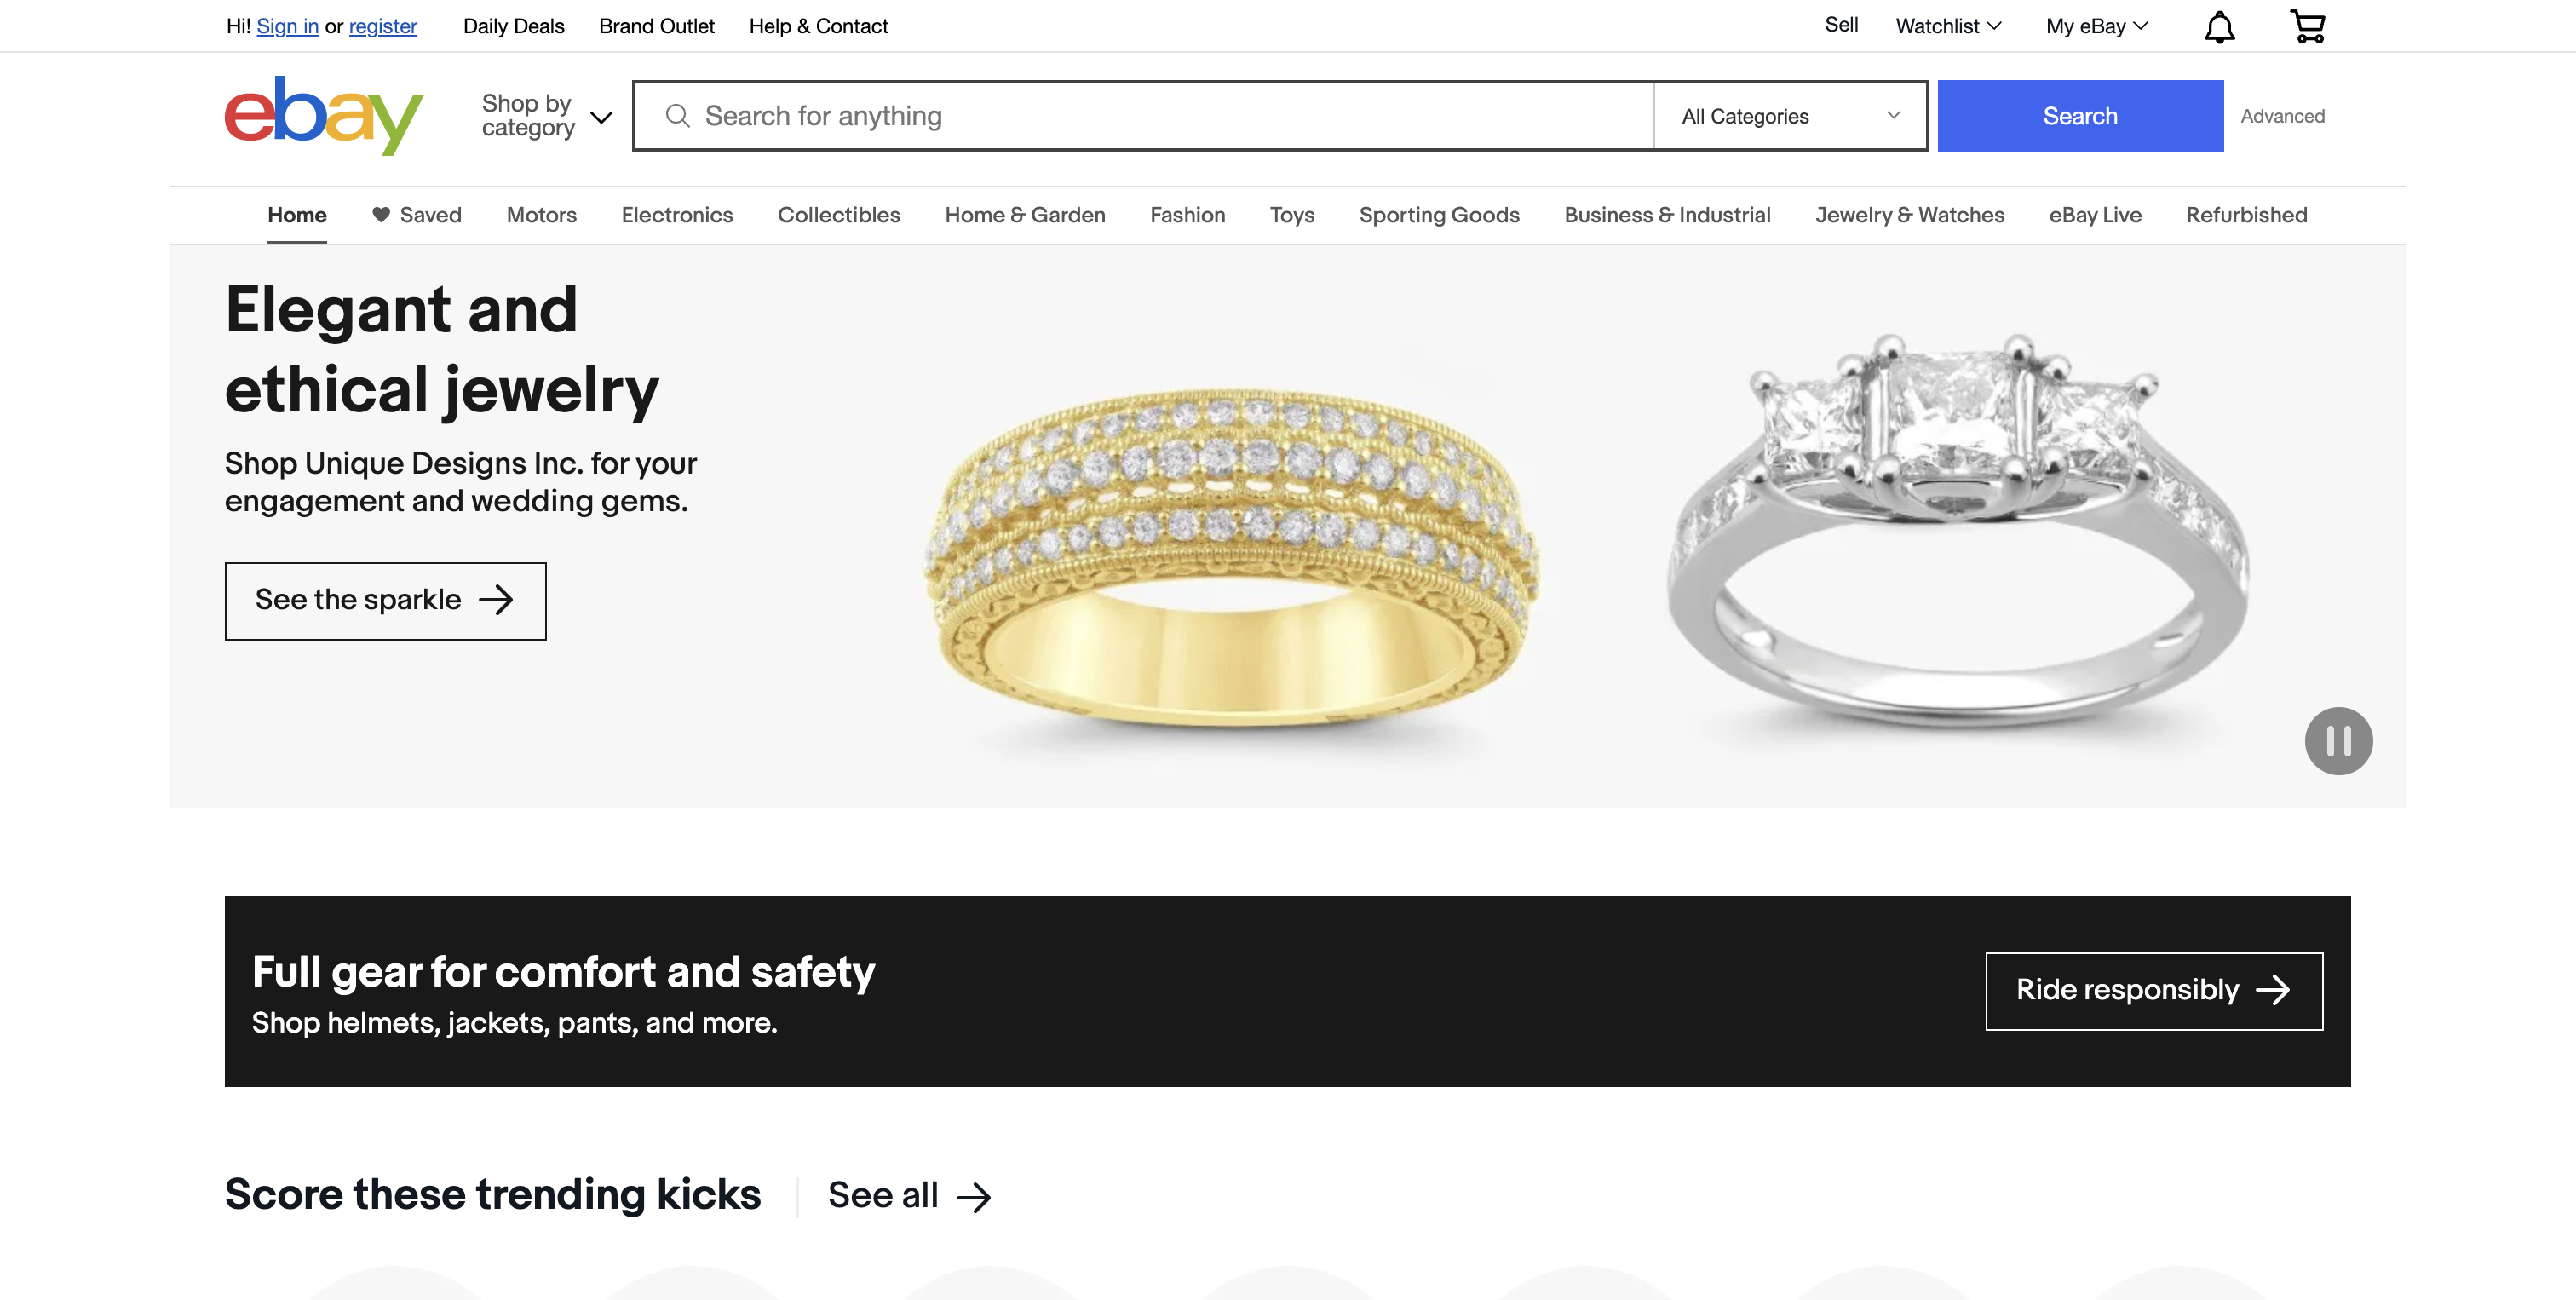 Hi! Sign in or register Daily Deals Brand Outlet Help & Contact Sell Watchlist My eBay
ebay
Shop by
category
Search for anything All Categories Search Advanced
Home Saved Motors Electronics Collectibles Home & Garden Fashion Toys Sporting Goods Business & Industrial Jewelry & Watches eBay Live Refurbished
Elegant and
ethical jewelry
Shop Unique Designs Inc. for your
engagement and wedding gems.
See the sparkle
Full gear for comfort and safety
Shop helmets, jackets, pants, and more.
Ride responsibly
Score these trending kicks See all